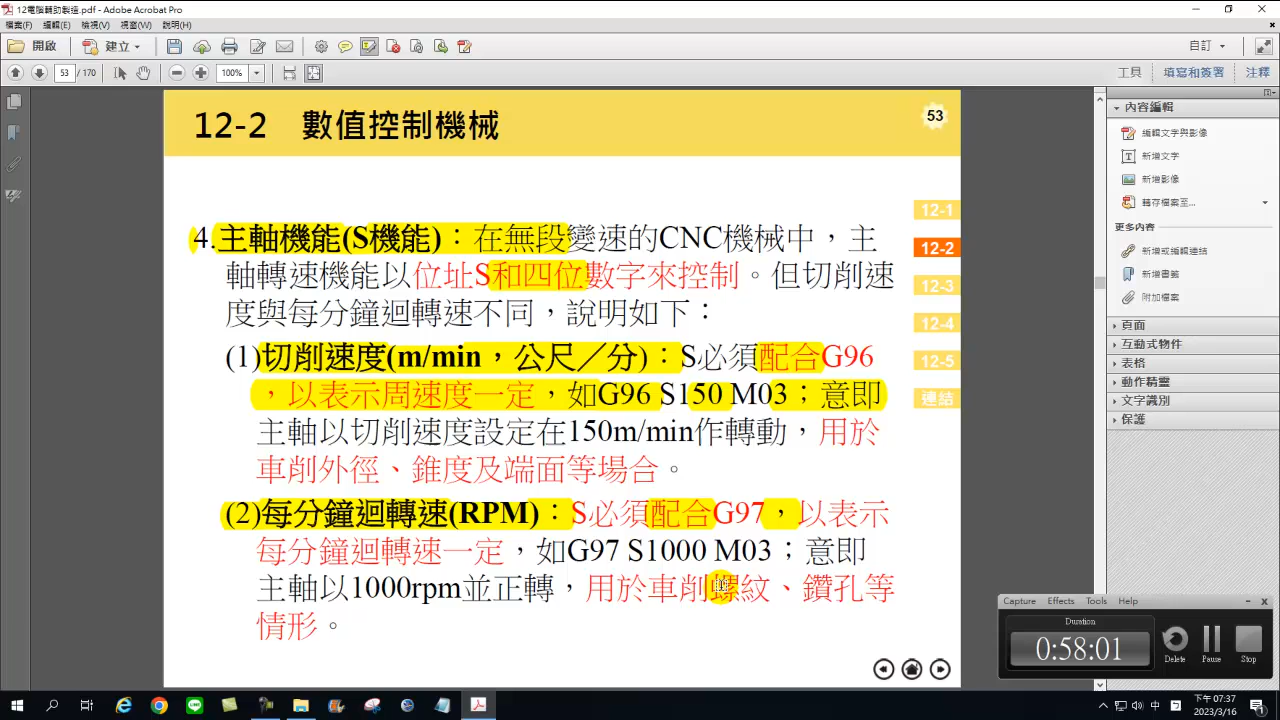 12電腦輔助製造.pdf - Adobe Acrobat Pro
檔案(F) 編輯(E) 檢視(V) 視窗(W) 說明(H)
開啟 建立 自訂
53 / 170 100% 工具 填寫和簽署 注釋
12-2 數值控制機械
53
4.主軸機能(S機能)：在無段變速的CNC機械中，主
軸轉速機能以位址S和四位數字來控制。但切削速
度與每分鐘迴轉速不同，說明如下：
(1)切削速度(m/min，公尺／分)：S必須配合G96
，以表示周速度一定，如G96 S150 M03；意即
主軸以切削速度設定在150m/min作轉動，用於
車削外徑、錐度及端面等場合。
(2)每分鐘迴轉速(RPM)：S必須配合G97，以表示
每分鐘迴轉速一定，如G97 S1000 M03；意即
主軸以1000rpm並正轉，用於車削螺紋、鑽孔等
情形。
12-1
12-2
12-3
12-4
12-5
連結
內容編輯
編輯文字與影像
新增文字
新增影像
轉存檔案至...
更多內容
新增或編輯連結
新增書籤
附加檔案
頁面
互動式物件
表格
動作精靈
文字識別
保護
Capture Effects Tools Help
Duration
0:58:01
Delete Pause Stop
中
下午 07:37
2023/3/16
1